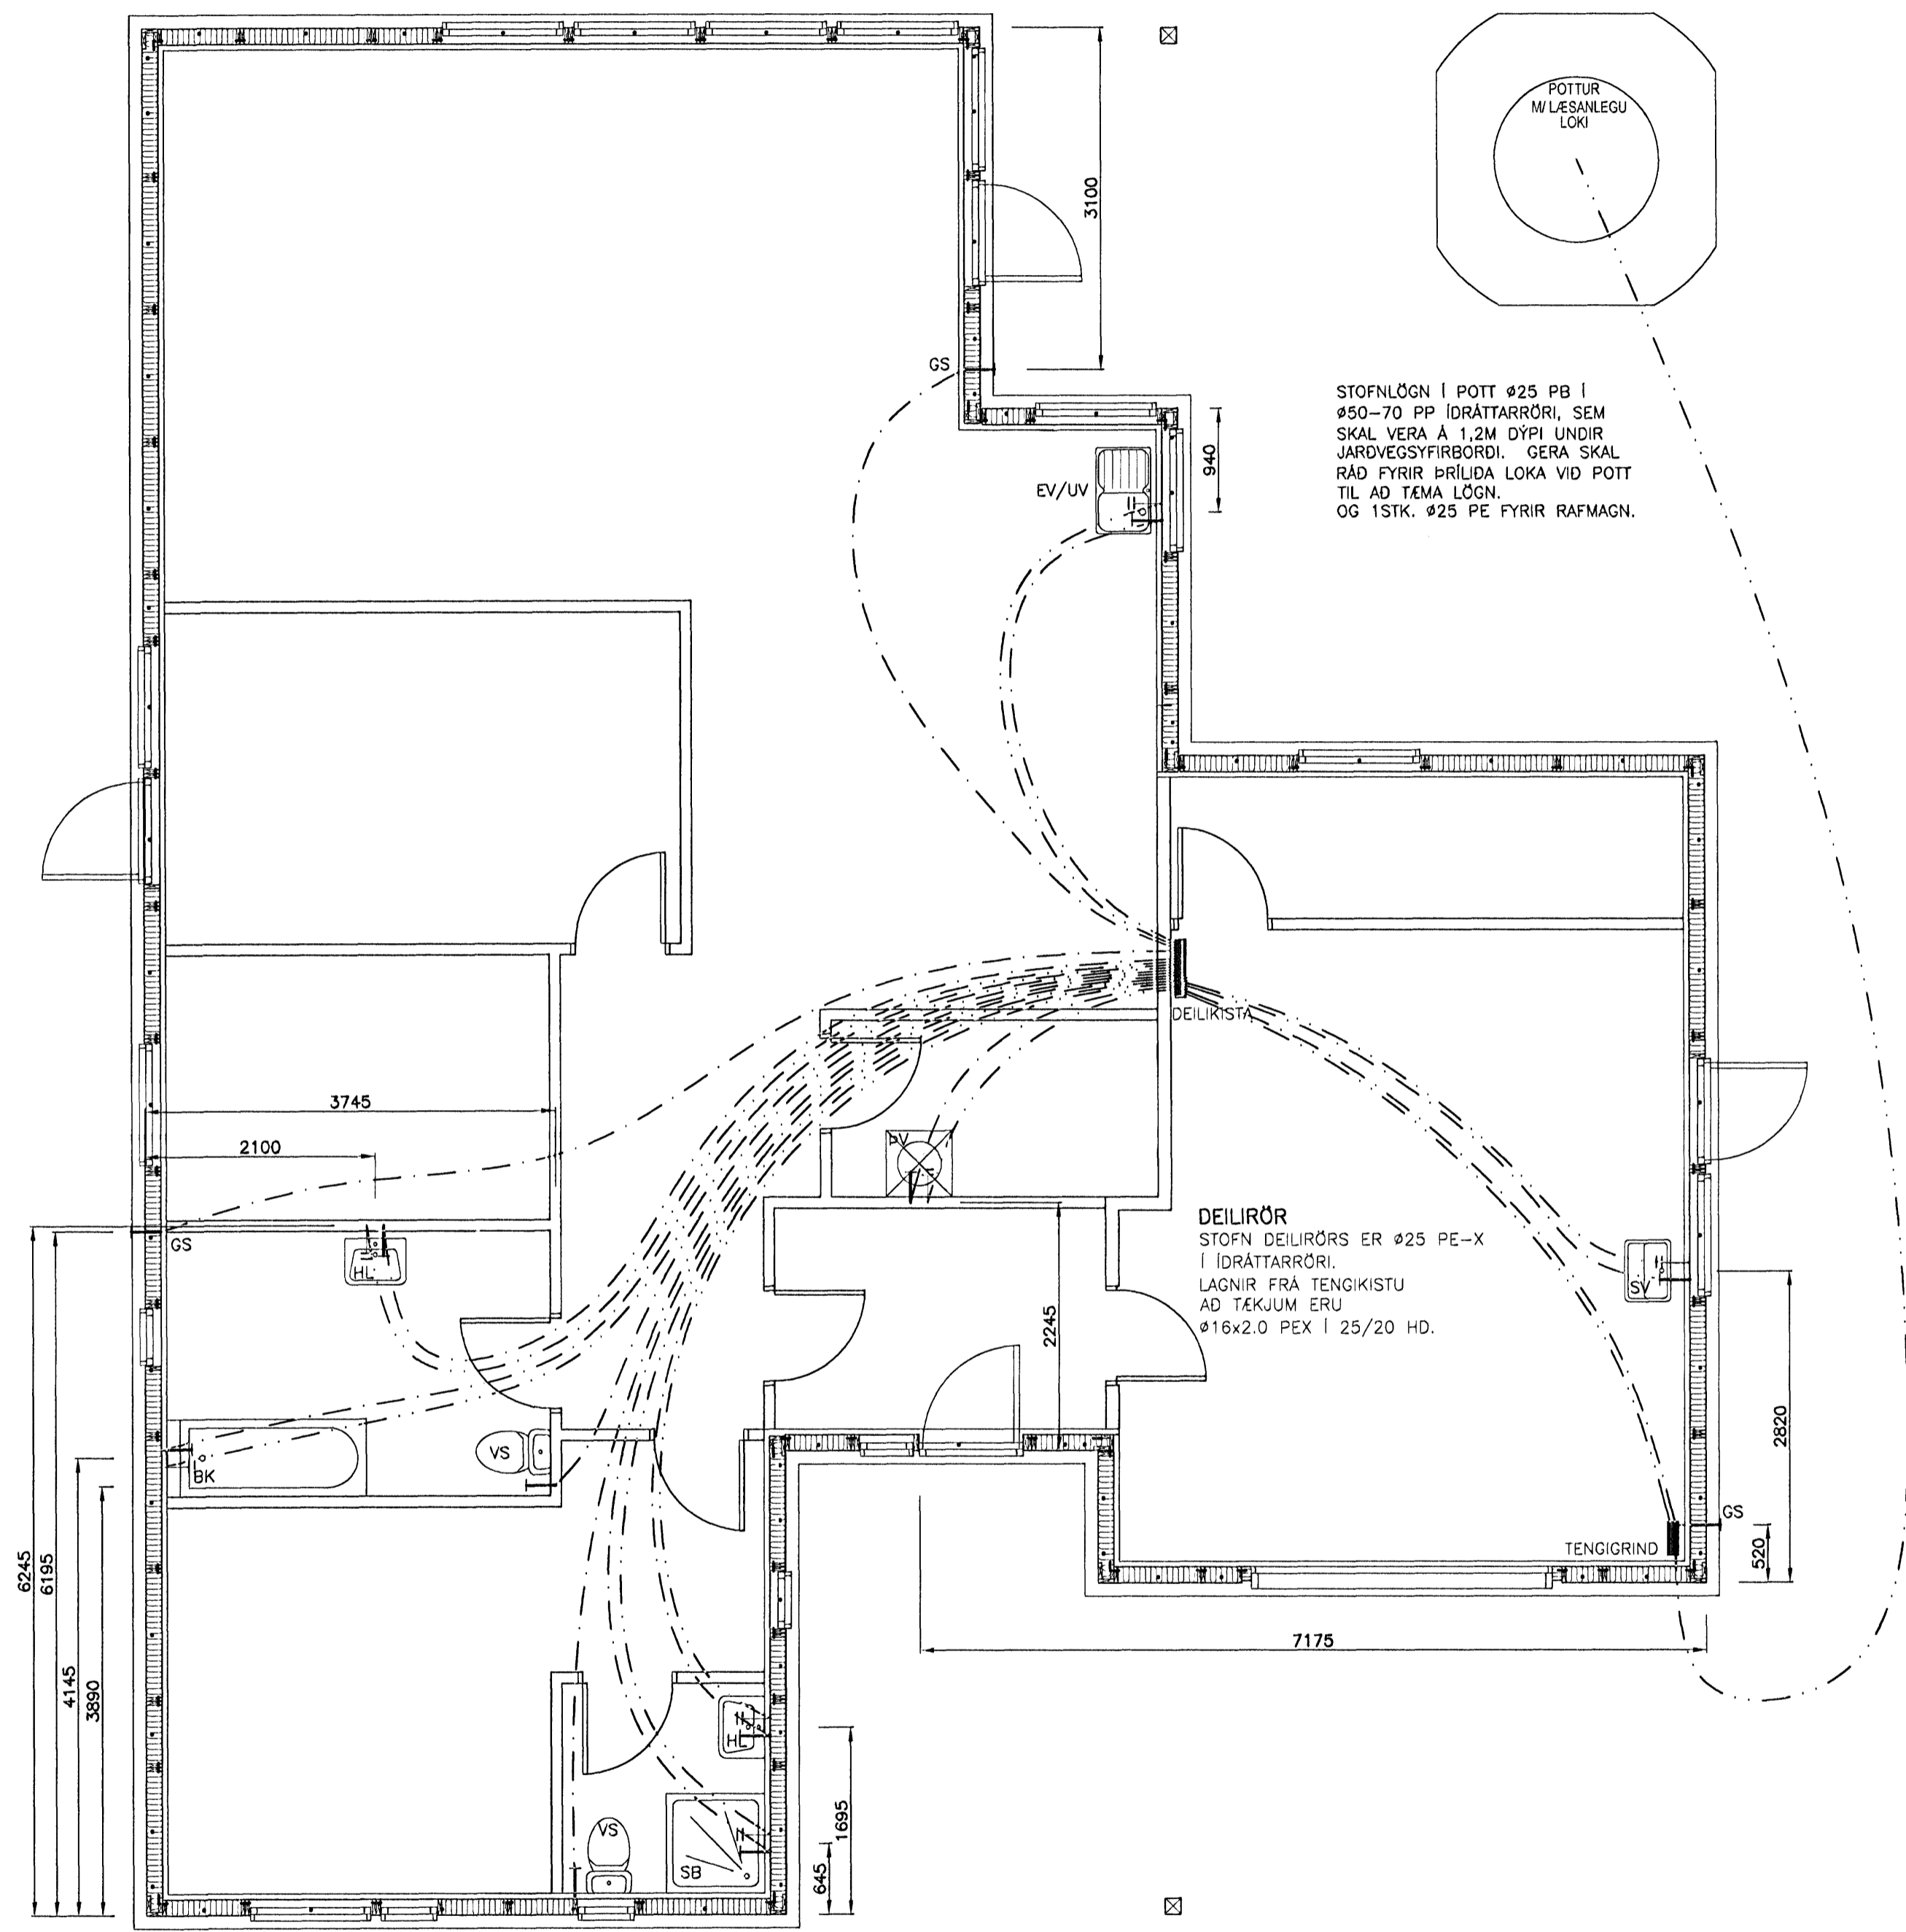 POTTUR
M/ LÆSANLEGU
LOKI
3100
GS
STOFNLÖGN Í POTT ø25 PB Í
ø50-70 PP ÍDRÁTTARRÖRI, SEM
SKAL VERA Á 1,2M DÝPI UNDIR
JARÐVEGSYFIRBORÐI. GERA SKAL
RÁÐ FYRIR ÞRÍLIÐA LOKA VIÐ POTT
TIL AÐ TÆMA LÖGN.
OG 1STK. ø25 PE FYRIR RAFMAGN.
940
EV/UV
DEILIKISTA
3745
2100
ÞV
GS
HL
DEILIRÖR
STOFN DEILIRÖRS ER ø25 PE-X
Í ÍDRÁTTARRÖRI.
LAGNIR FRÁ TENGIKISTU
AÐ TÆKJUM ERU
ø16x2.0 PEX Í 25/20 HD.
SV
2245
2820
VS
BK
GS
TENGIGRIND
520
6245
6195
4145
3890
7175
HL
1695
645
VS
SB